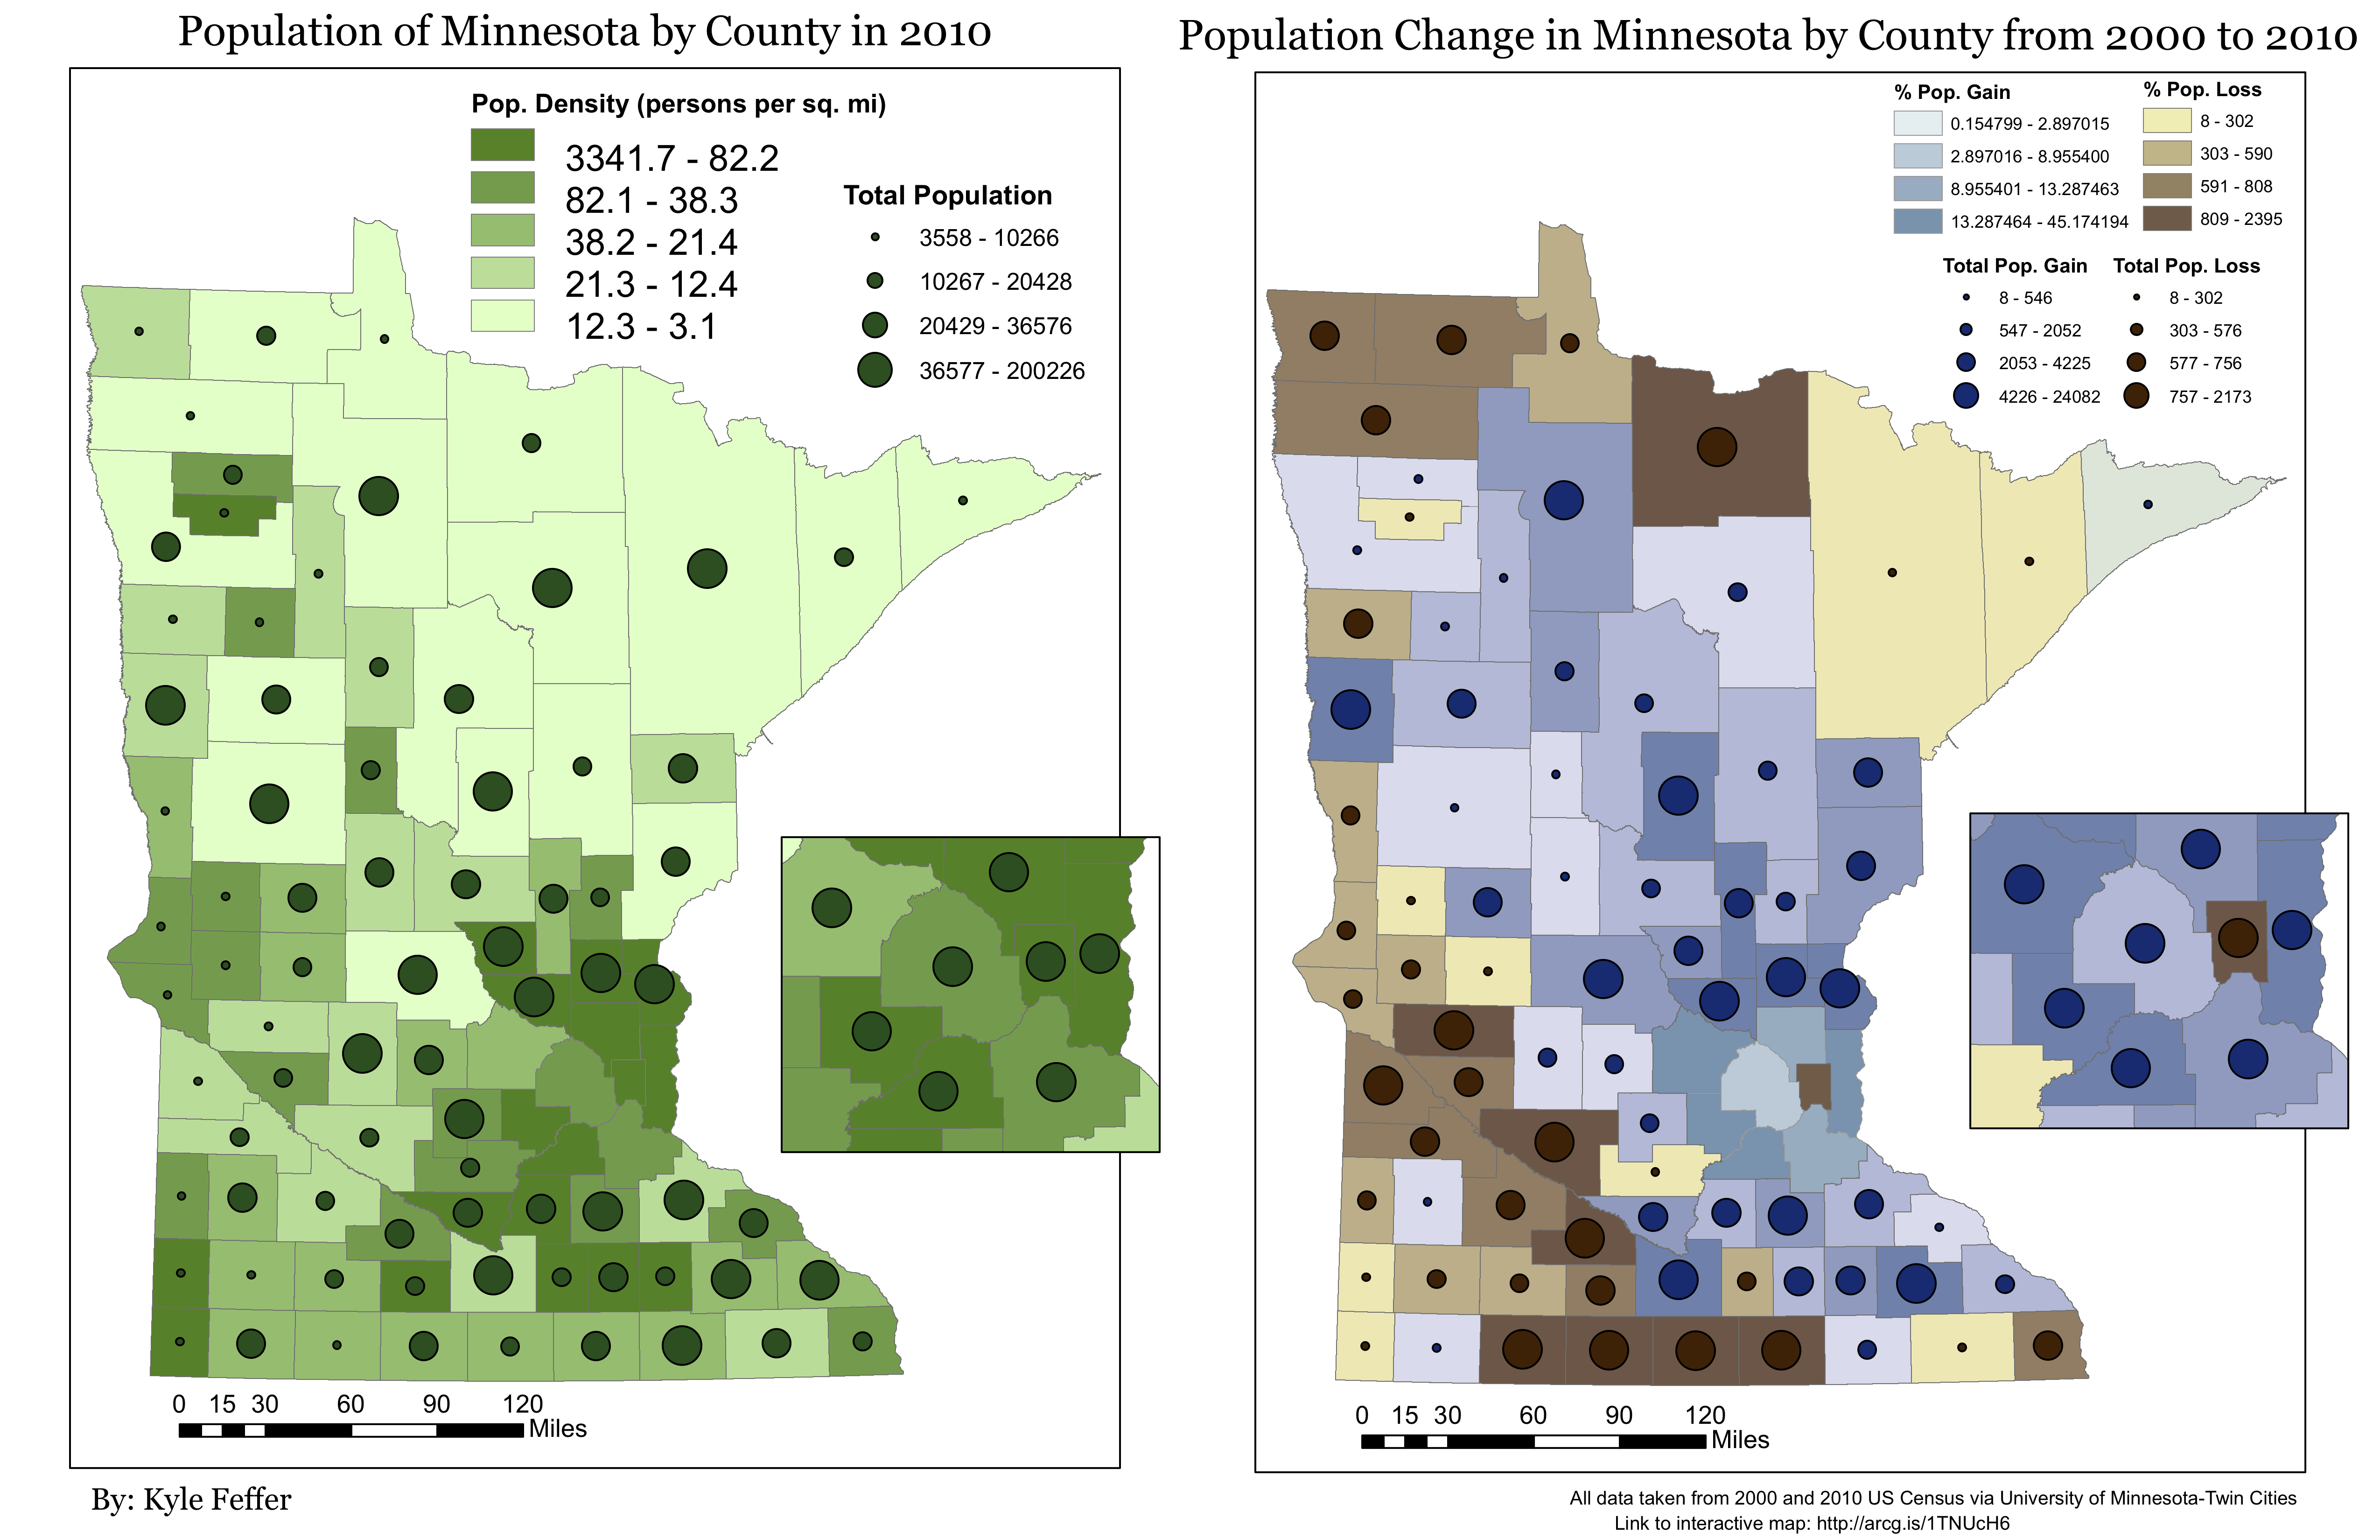 Population of Minnesota by County in 2010
Pop. Density (persons per sq. mi)
3341.7 - 82.2
82.1 - 38.3
38.2 - 21.4
21.3 - 12.4
12.3 - 3.1
Total Population
3558 - 10266
10267 - 20428
20429 - 36576
36577 - 200226
0 15 30 60 90 120
Miles
By: Kyle Feffer
Population Change in Minnesota by County from 2000 to 2010
% Pop. Gain
0.154799 - 2.897015
2.897016 - 8.955400
8.955401 - 13.287463
13.287464 - 45.174194
% Pop. Loss
8 - 302
303 - 590
591 - 808
809 - 2395
Total Pop. Gain
8 - 546
547 - 2052
2053 - 4225
4226 - 24082
Total Pop. Loss
8 - 302
303 - 576
577 - 756
757 - 2173
0 15 30 60 90 120
Miles
All data taken from 2000 and 2010 US Census via University of Minnesota-Twin Cities
Link to interactive map: http://arcg.is/1TNUcH6